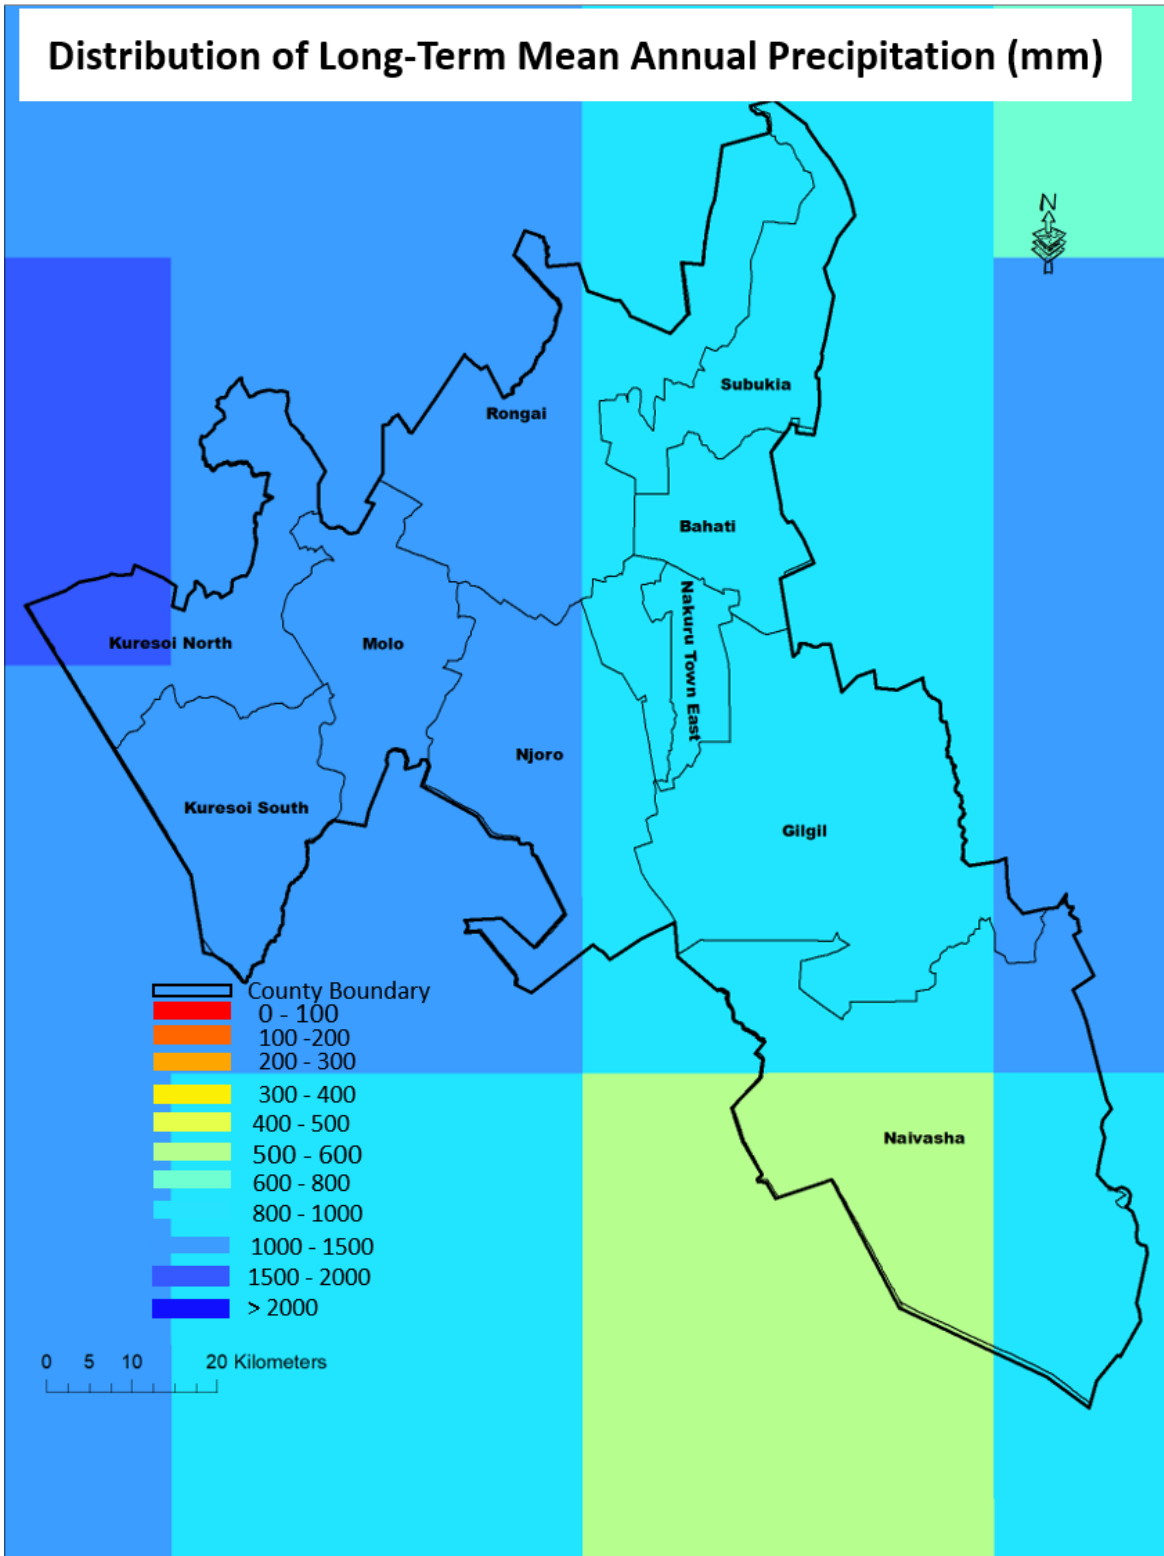 Distribution of Long-Term Mean Annual Precipitation (mm)
N
Subukia
Rongai
Bahati
Nakuru Town East
Kuresoi North
Molo
Njoro
Kuresoi South
Gilgil
Naivasha
County Boundary
0 - 100
100 -200
200 - 300
300 - 400
400 - 500
500 - 600
600 - 800
800 - 1000
1000 - 1500
1500 - 2000
> 2000
0 5 10 20 Kilometers